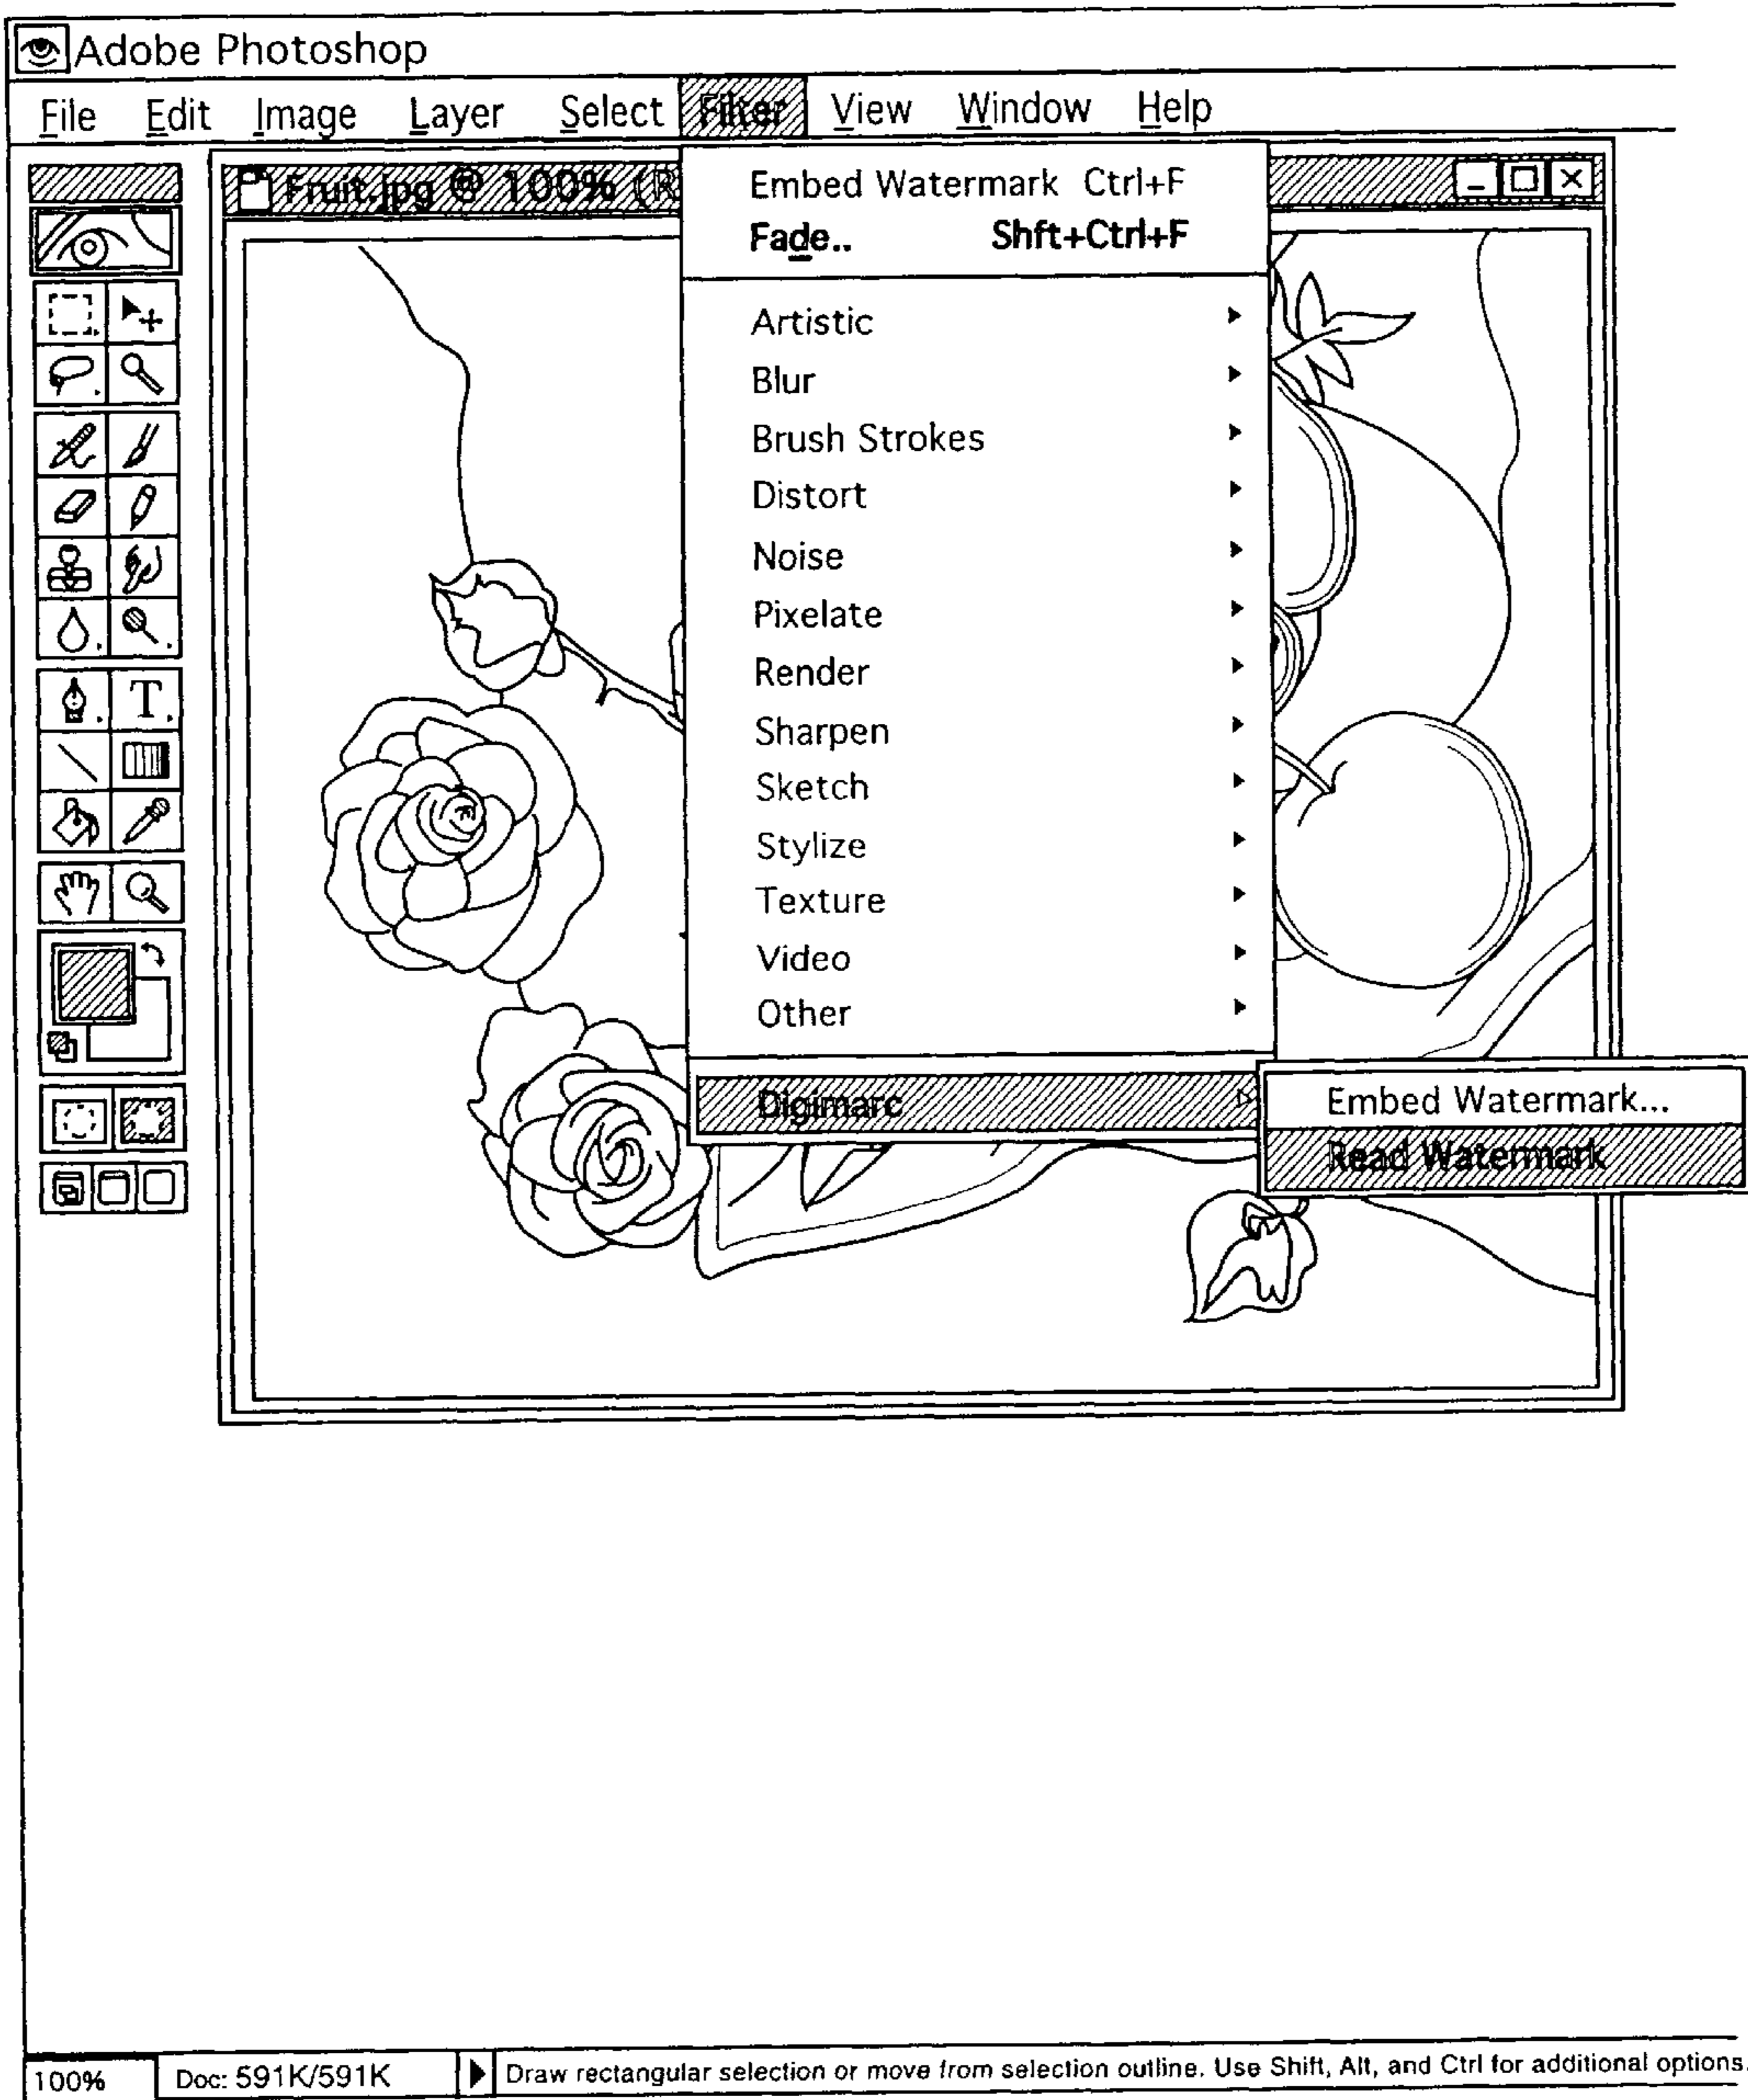 Adobe Photoshop
File Edit Image Layer Select Filter View Window Help
Fruit.jpg @ 100% (R
Embed Watermark Ctrl+F
Fade.. Shft+Ctrl+F
Artistic
Blur
Brush Strokes
Distort
Noise
Pixelate
Render
Sharpen
Sketch
Stylize
Texture
Video
Other
Digimarc
Embed Watermark...
Read Watermark
T
100% Doc: 591K/591K Draw rectangular selection or move from selection outline. Use Shift, Alt, and Ctrl for additional options.